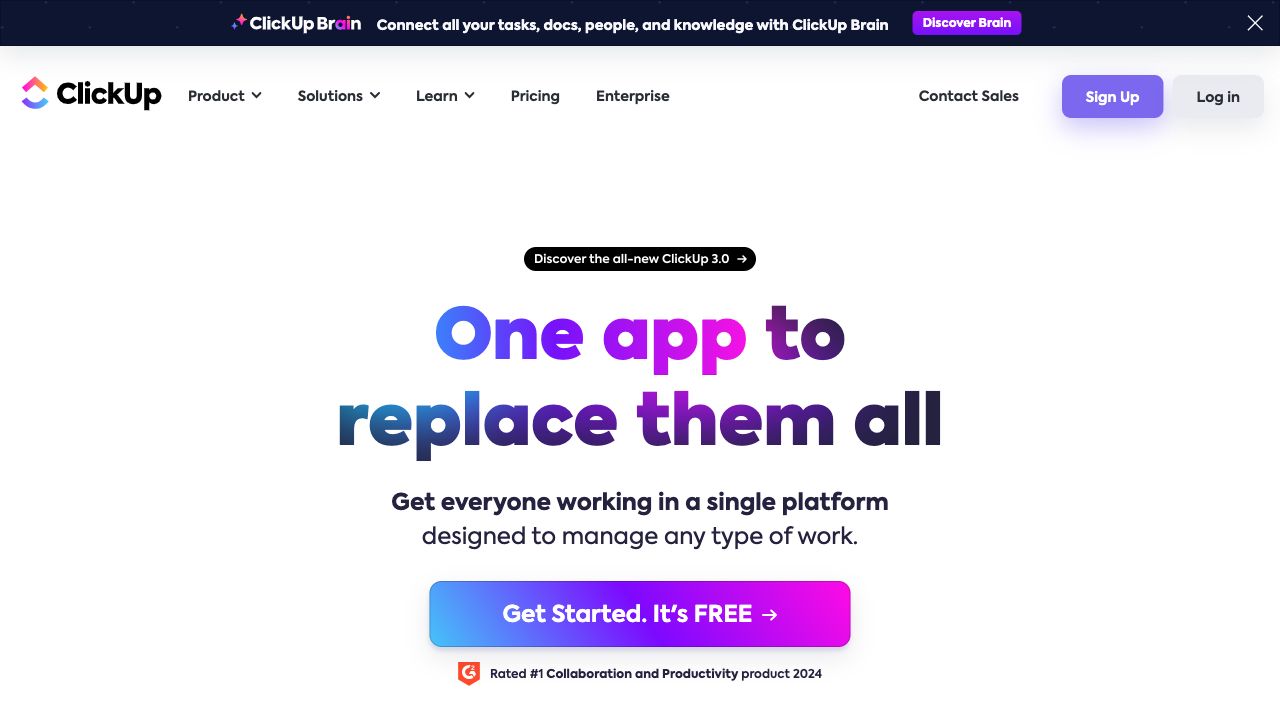 ClickUp Brain Connect all your tasks, docs, people, and knowledge with ClickUp Brain Discover Brain
ClickUp Product Solutions Learn Pricing Enterprise Contact Sales Sign Up Log in
Discover the all-new ClickUp 3.0 →
One app to
replace them all
Get everyone working in a single platform
designed to manage any type of work.
Get Started. It's FREE →
Rated #1 Collaboration and Productivity product 2024